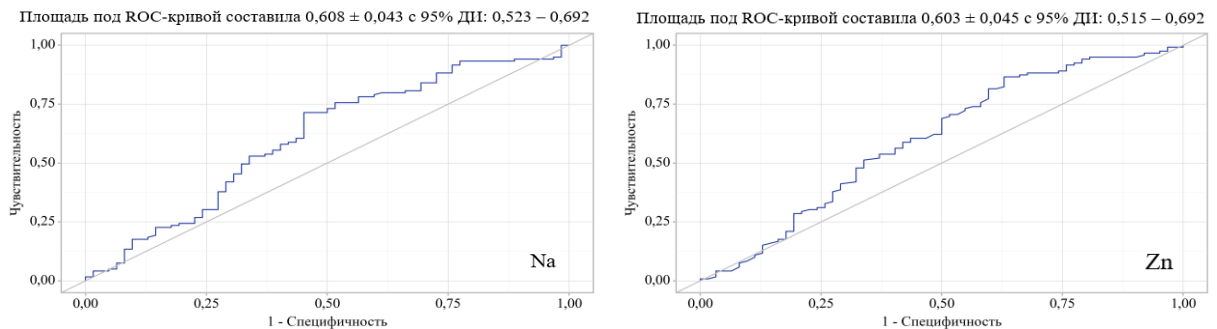 Площадь под ROC-кривой составила 0,608 ± 0,043 с 95% ДИ: 0,523 – 0,692
1,00
0,75
0,50
0,25
0,00
Чувствительность
Na
0,00 0,25 0,50 0,75 1,00
1 - Специфичность
Площадь под ROC-кривой составила 0,603 ± 0,045 с 95% ДИ: 0,515 – 0,692
1,00
0,75
0,50
0,25
0,00
Чувствительность
Zn
0,00 0,25 0,50 0,75 1,00
1 - Специфичность